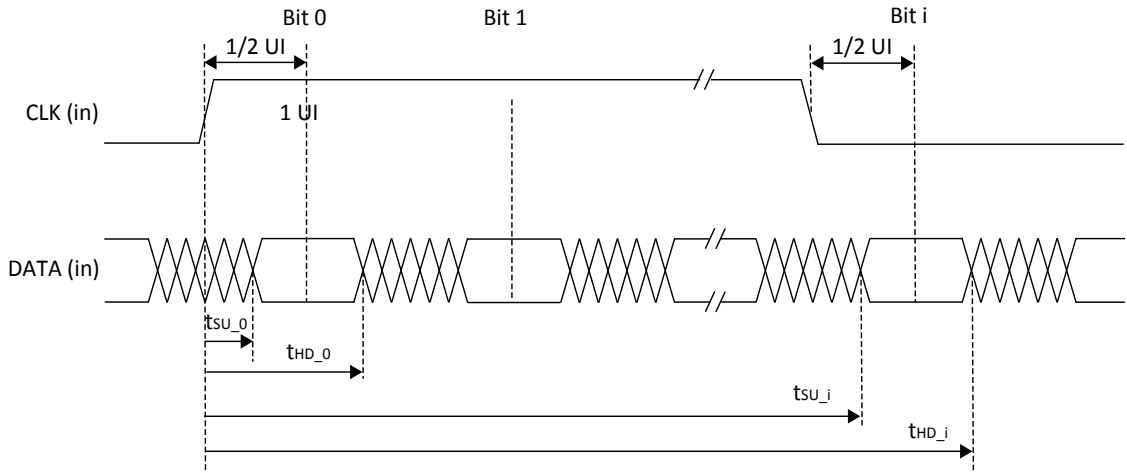 Bit 0 Bit 1 Bit i
1/2 UI 1/2 UI
CLK (in)
1 UI
DATA (in)
tSU_0
tHD_0
tSU_i
tHD_i